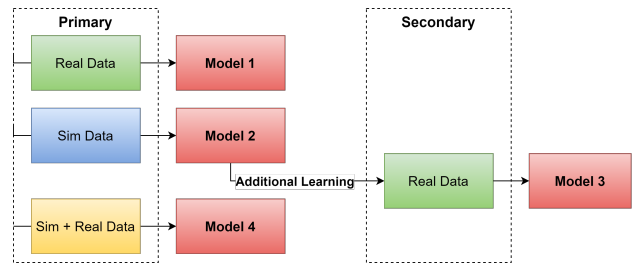 Primary
Secondary
Real Data
Model 1
Sim Data
Model 2
Additional Learning
Real Data
Model 3
Sim + Real Data
Model 4